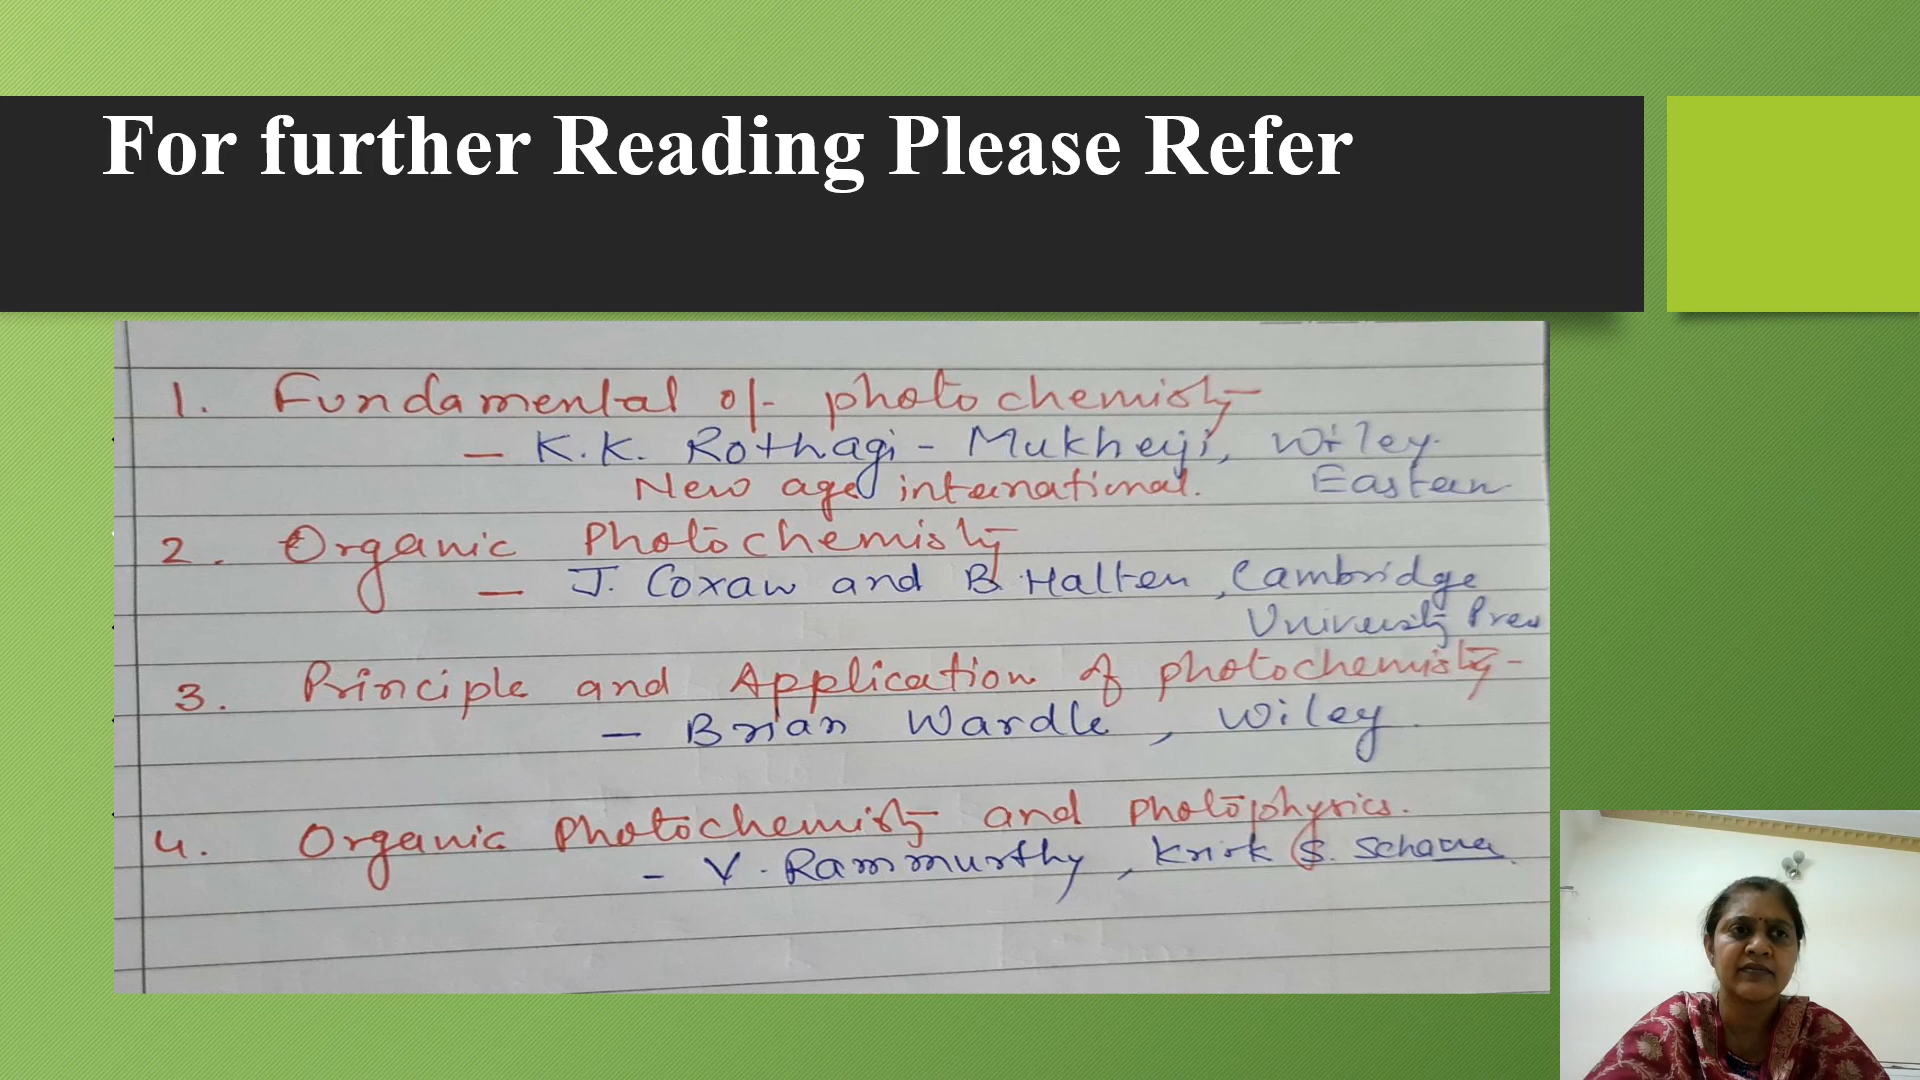 For further Reading Please Refer
1. Fundamental of photochemistry
- K.K. Rothagi - Mukherji, Wiley
New age international. Eastern
2. Organic Photochemistry
- J. Coxaw and B. Halten, Cambridge
University Press
3. Principle and Application of photochemistry -
- Brian Wardle, Wiley.
4. Organic Photochemistry and Photophysics.
- V. Rammurthy, Krisk S. Schanea.